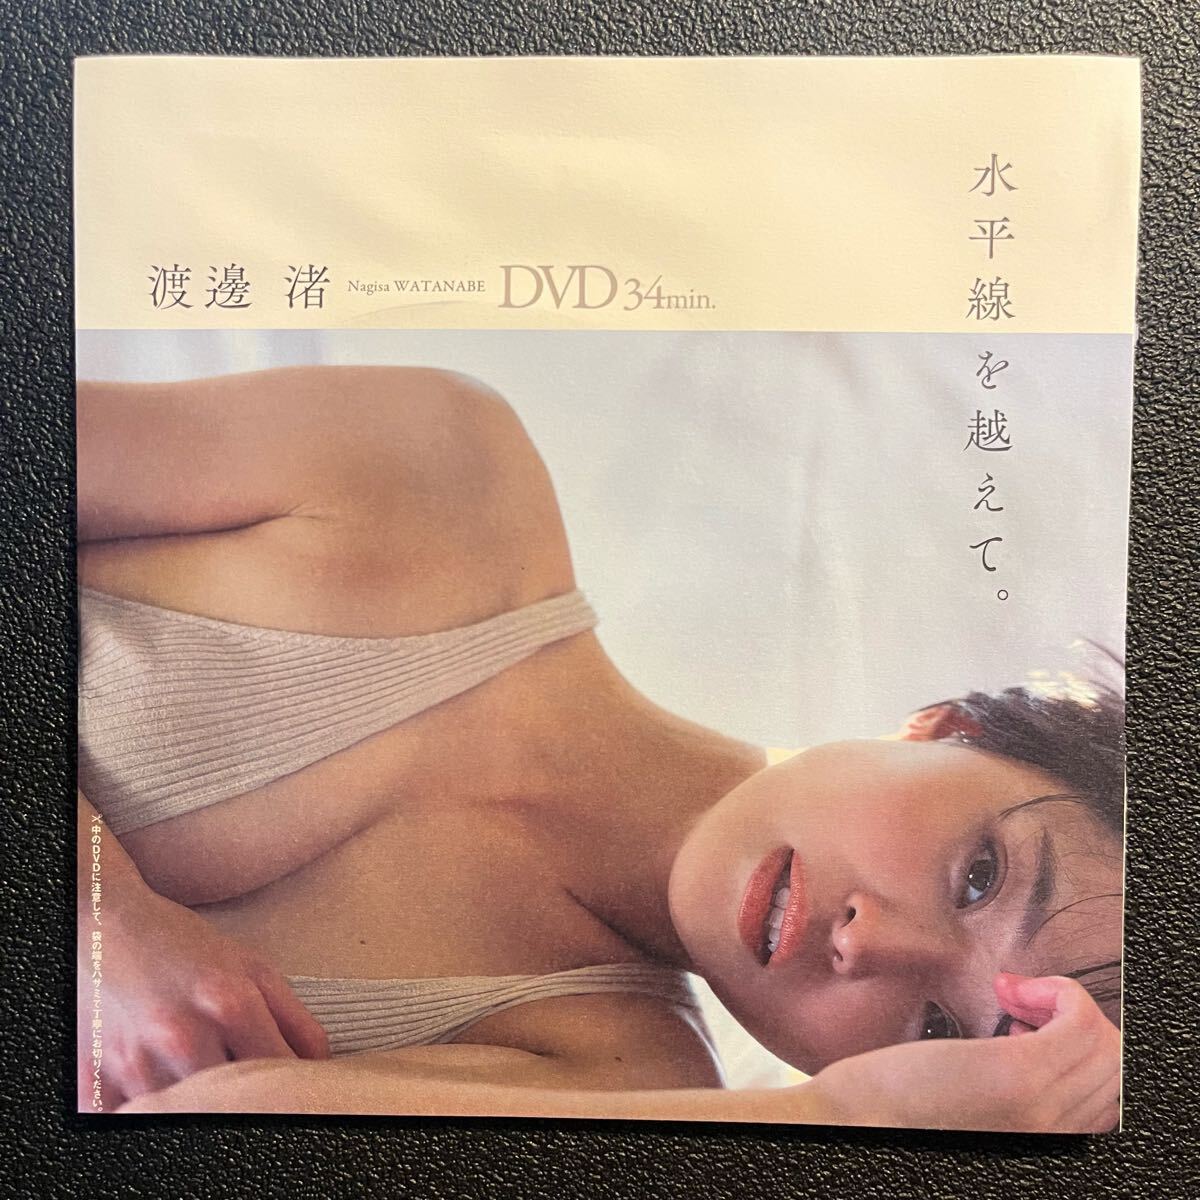 水平線を越えて。
渡邊 渚 Nagisa WATANABE DVD 34min.
✂中のDVDに注意して、袋の端をハサミで丁寧にお切りください。